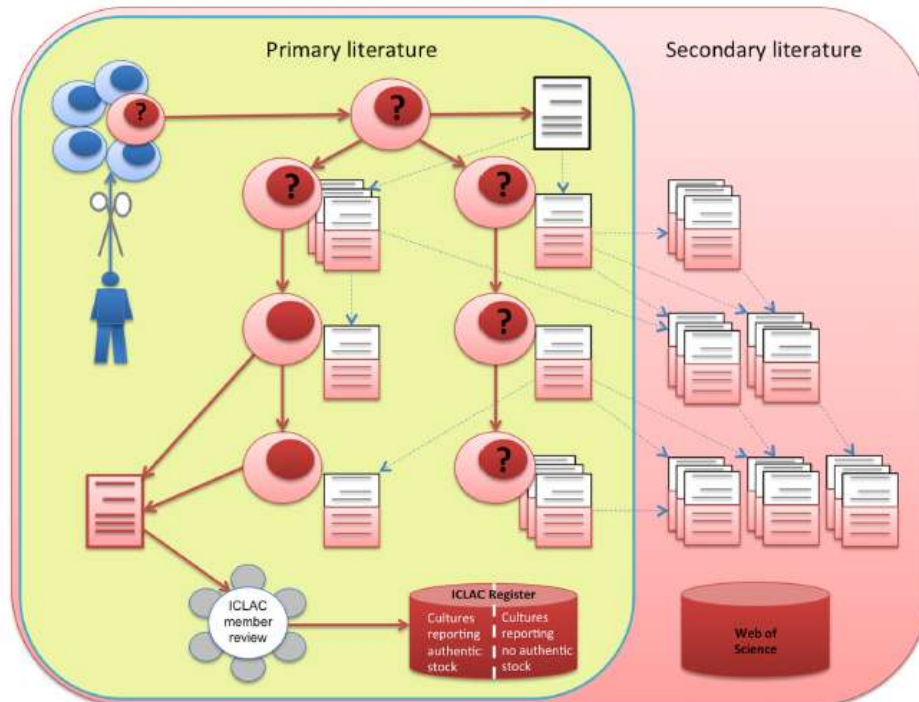 Primary literature
Secondary literature
?
?
?
?
?
?
ICLAC
member
review
ICLAC Register
Cultures
reporting
authentic
stock
Cultures
reporting
no authentic
stock
Web of
Science